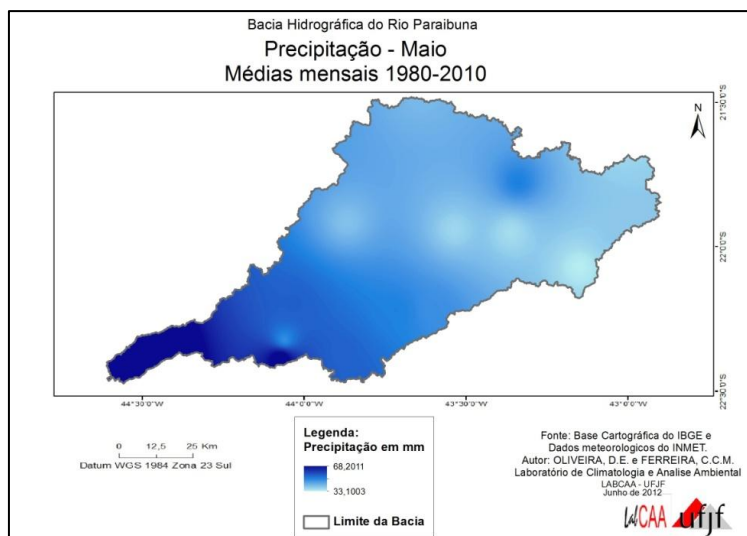 Bacia Hidrográfica do Rio Paraibuna
Precipitação - Maio
Médias mensais 1980-2010
N
21°30'0"S
22°0'0"S
22°30'0"S
44°30'0"W
44°0'0"W
43°30'0"W
43°0'0"W
0 12,5 25 Km
Datum WGS 1984 Zona 23 Sul
Legenda:
Precipitação em mm
68,2011
33,1003
Limite da Bacia
Fonte: Base Cartográfica do IBGE e
Dados meteorologicos do INMET.
Autor: OLIVEIRA, D.E. e FERREIRA, C.C.M.
Laboratório de Climatologia e Analise Ambiental
LABCAA - UFJF
Junho de 2012
LabCAA ufjf